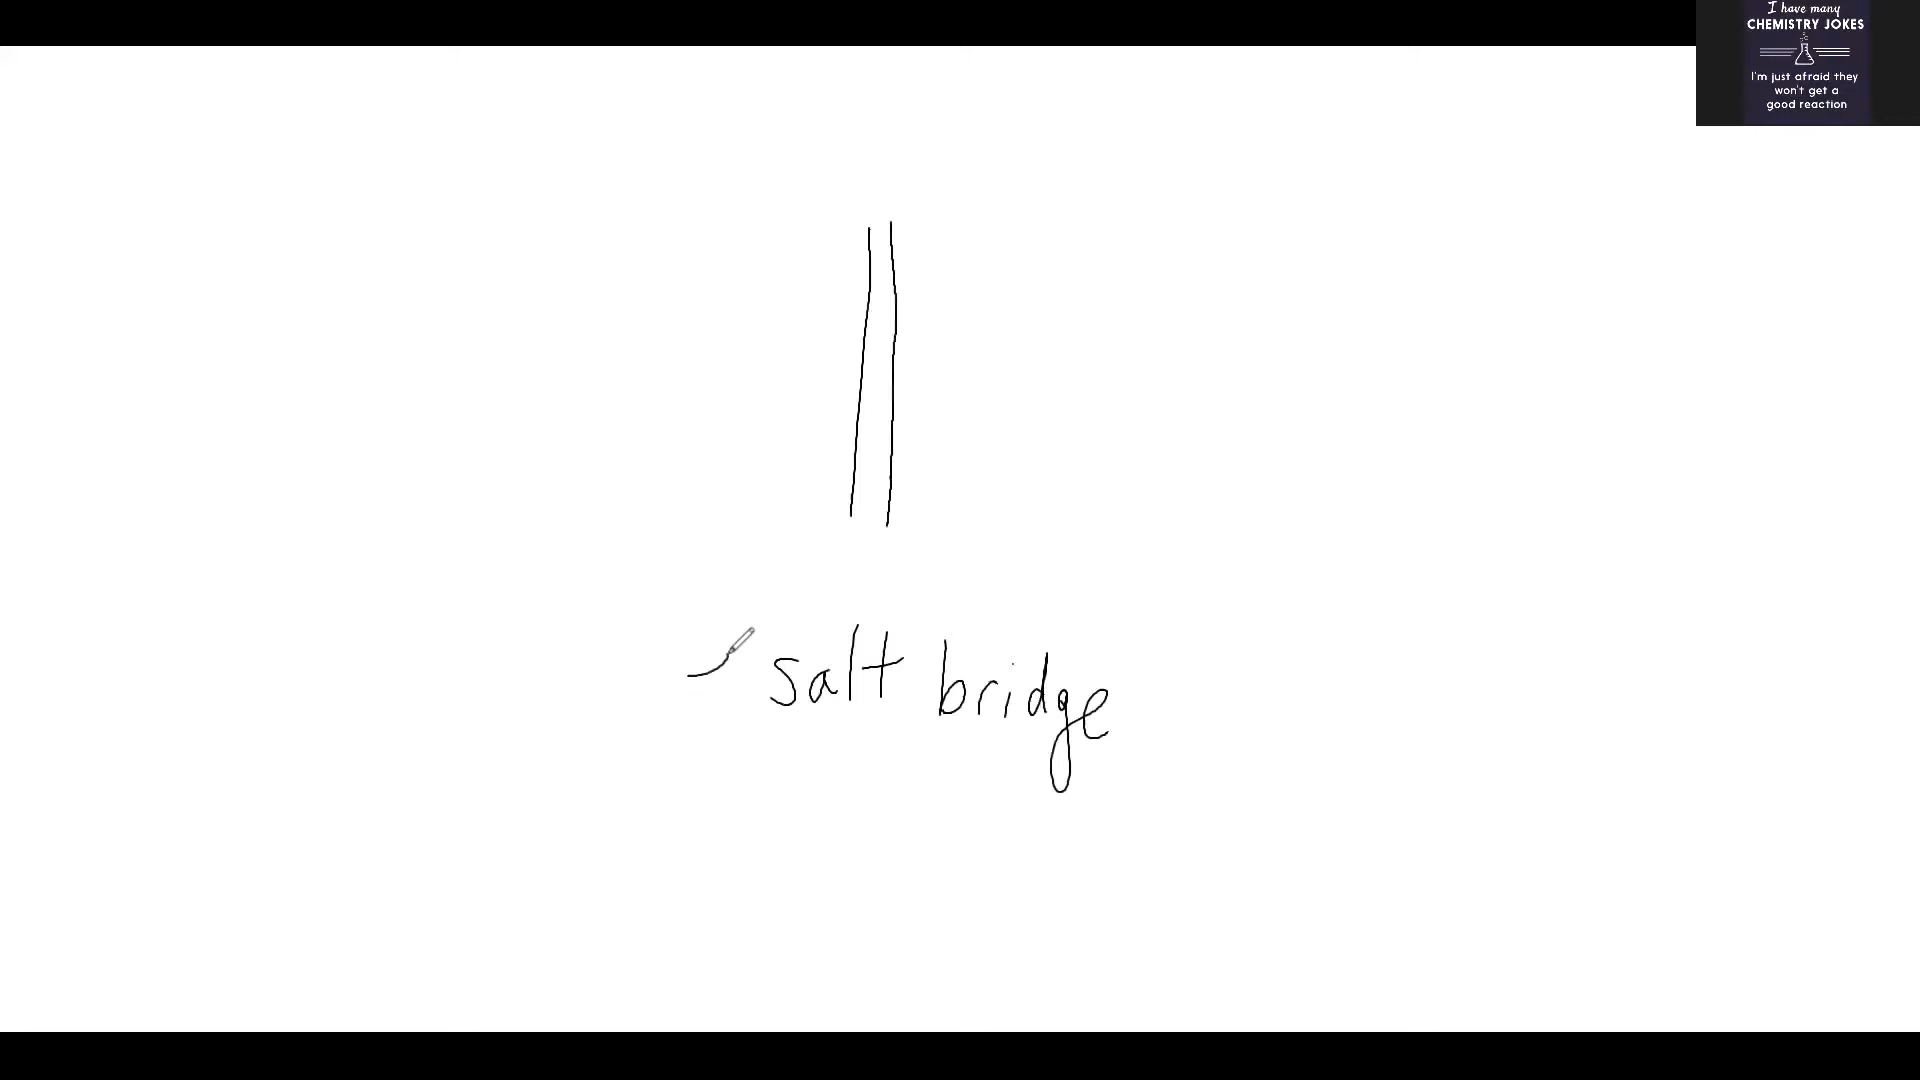 I have many
CHEMISTRY JOKES
I'm just afraid they
won't get a
good reaction
salt bridge